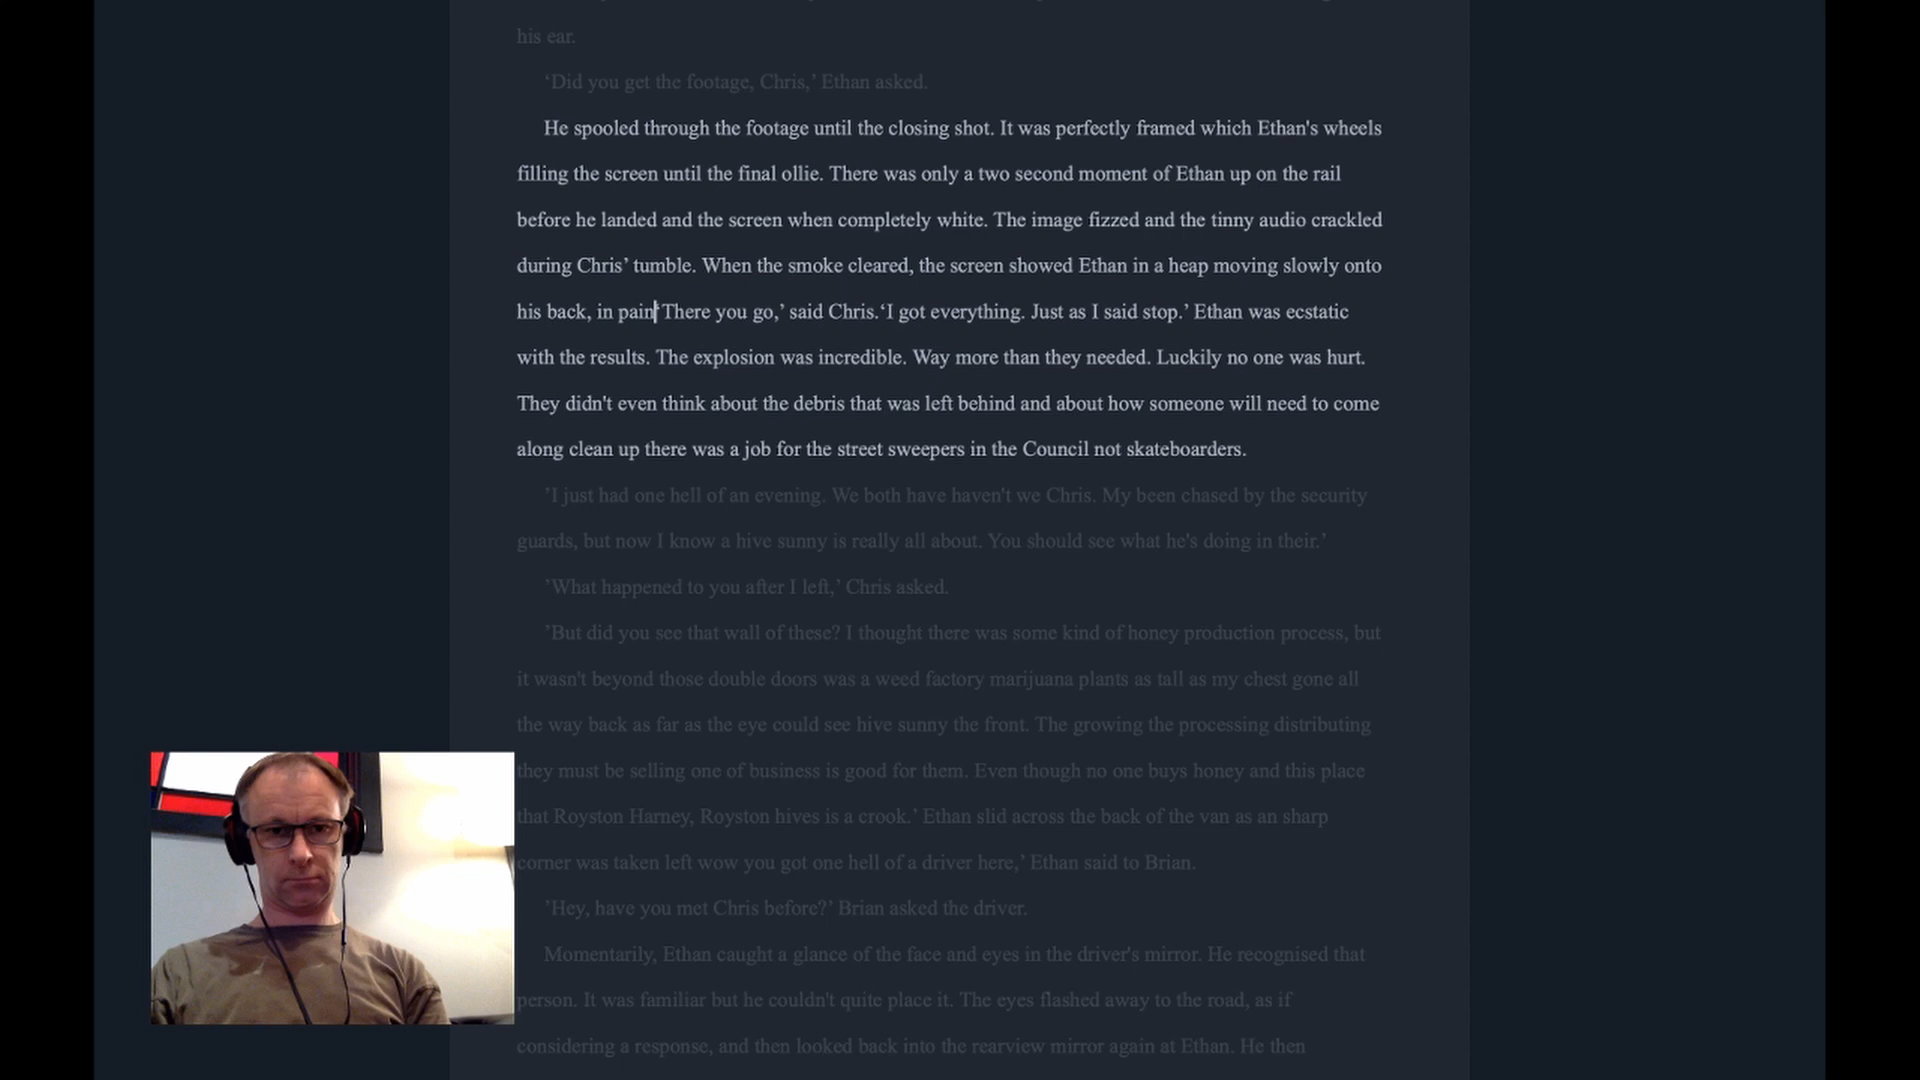 his ear.
‘Did you get the footage, Chris,’ Ethan asked.
He spooled through the footage until the closing shot. It was perfectly framed which Ethan's wheels
filling the screen until the final ollie. There was only a two second moment of Ethan up on the rail
before he landed and the screen when completely white. The image fizzed and the tinny audio crackled
during Chris’ tumble. When the smoke cleared, the screen showed Ethan in a heap moving slowly onto
his back, in pain‘There you go,’ said Chris.‘I got everything. Just as I said stop.’ Ethan was ecstatic
with the results. The explosion was incredible. Way more than they needed. Luckily no one was hurt.
They didn't even think about the debris that was left behind and about how someone will need to come
along clean up there was a job for the street sweepers in the Council not skateboarders.
’I just had one hell of an evening. We both have haven't we Chris. My been chased by the security
guards, but now I know a hive sunny is really all about. You should see what he's doing in their.’
’What happened to you after I left,’ Chris asked.
’But did you see that wall of these? I thought there was some kind of honey production process, but
it wasn't beyond those double doors was a weed factory marijuana plants as tall as my chest gone all
the way back as far as the eye could see hive sunny the front. The growing the processing distributing
they must be selling one of business is good for them. Even though no one buys honey and this place
that Royston Harney, Royston hives is a crook.’ Ethan slid across the back of the van as an sharp
corner was taken left wow you got one hell of a driver here,’ Ethan said to Brian.
’Hey, have you met Chris before?’ Brian asked the driver.
Momentarily, Ethan caught a glance of the face and eyes in the driver's mirror. He recognised that
person. It was familiar but he couldn't quite place it. The eyes flashed away to the road, as if
considering a response, and then looked back into the rearview mirror again at Ethan. He then